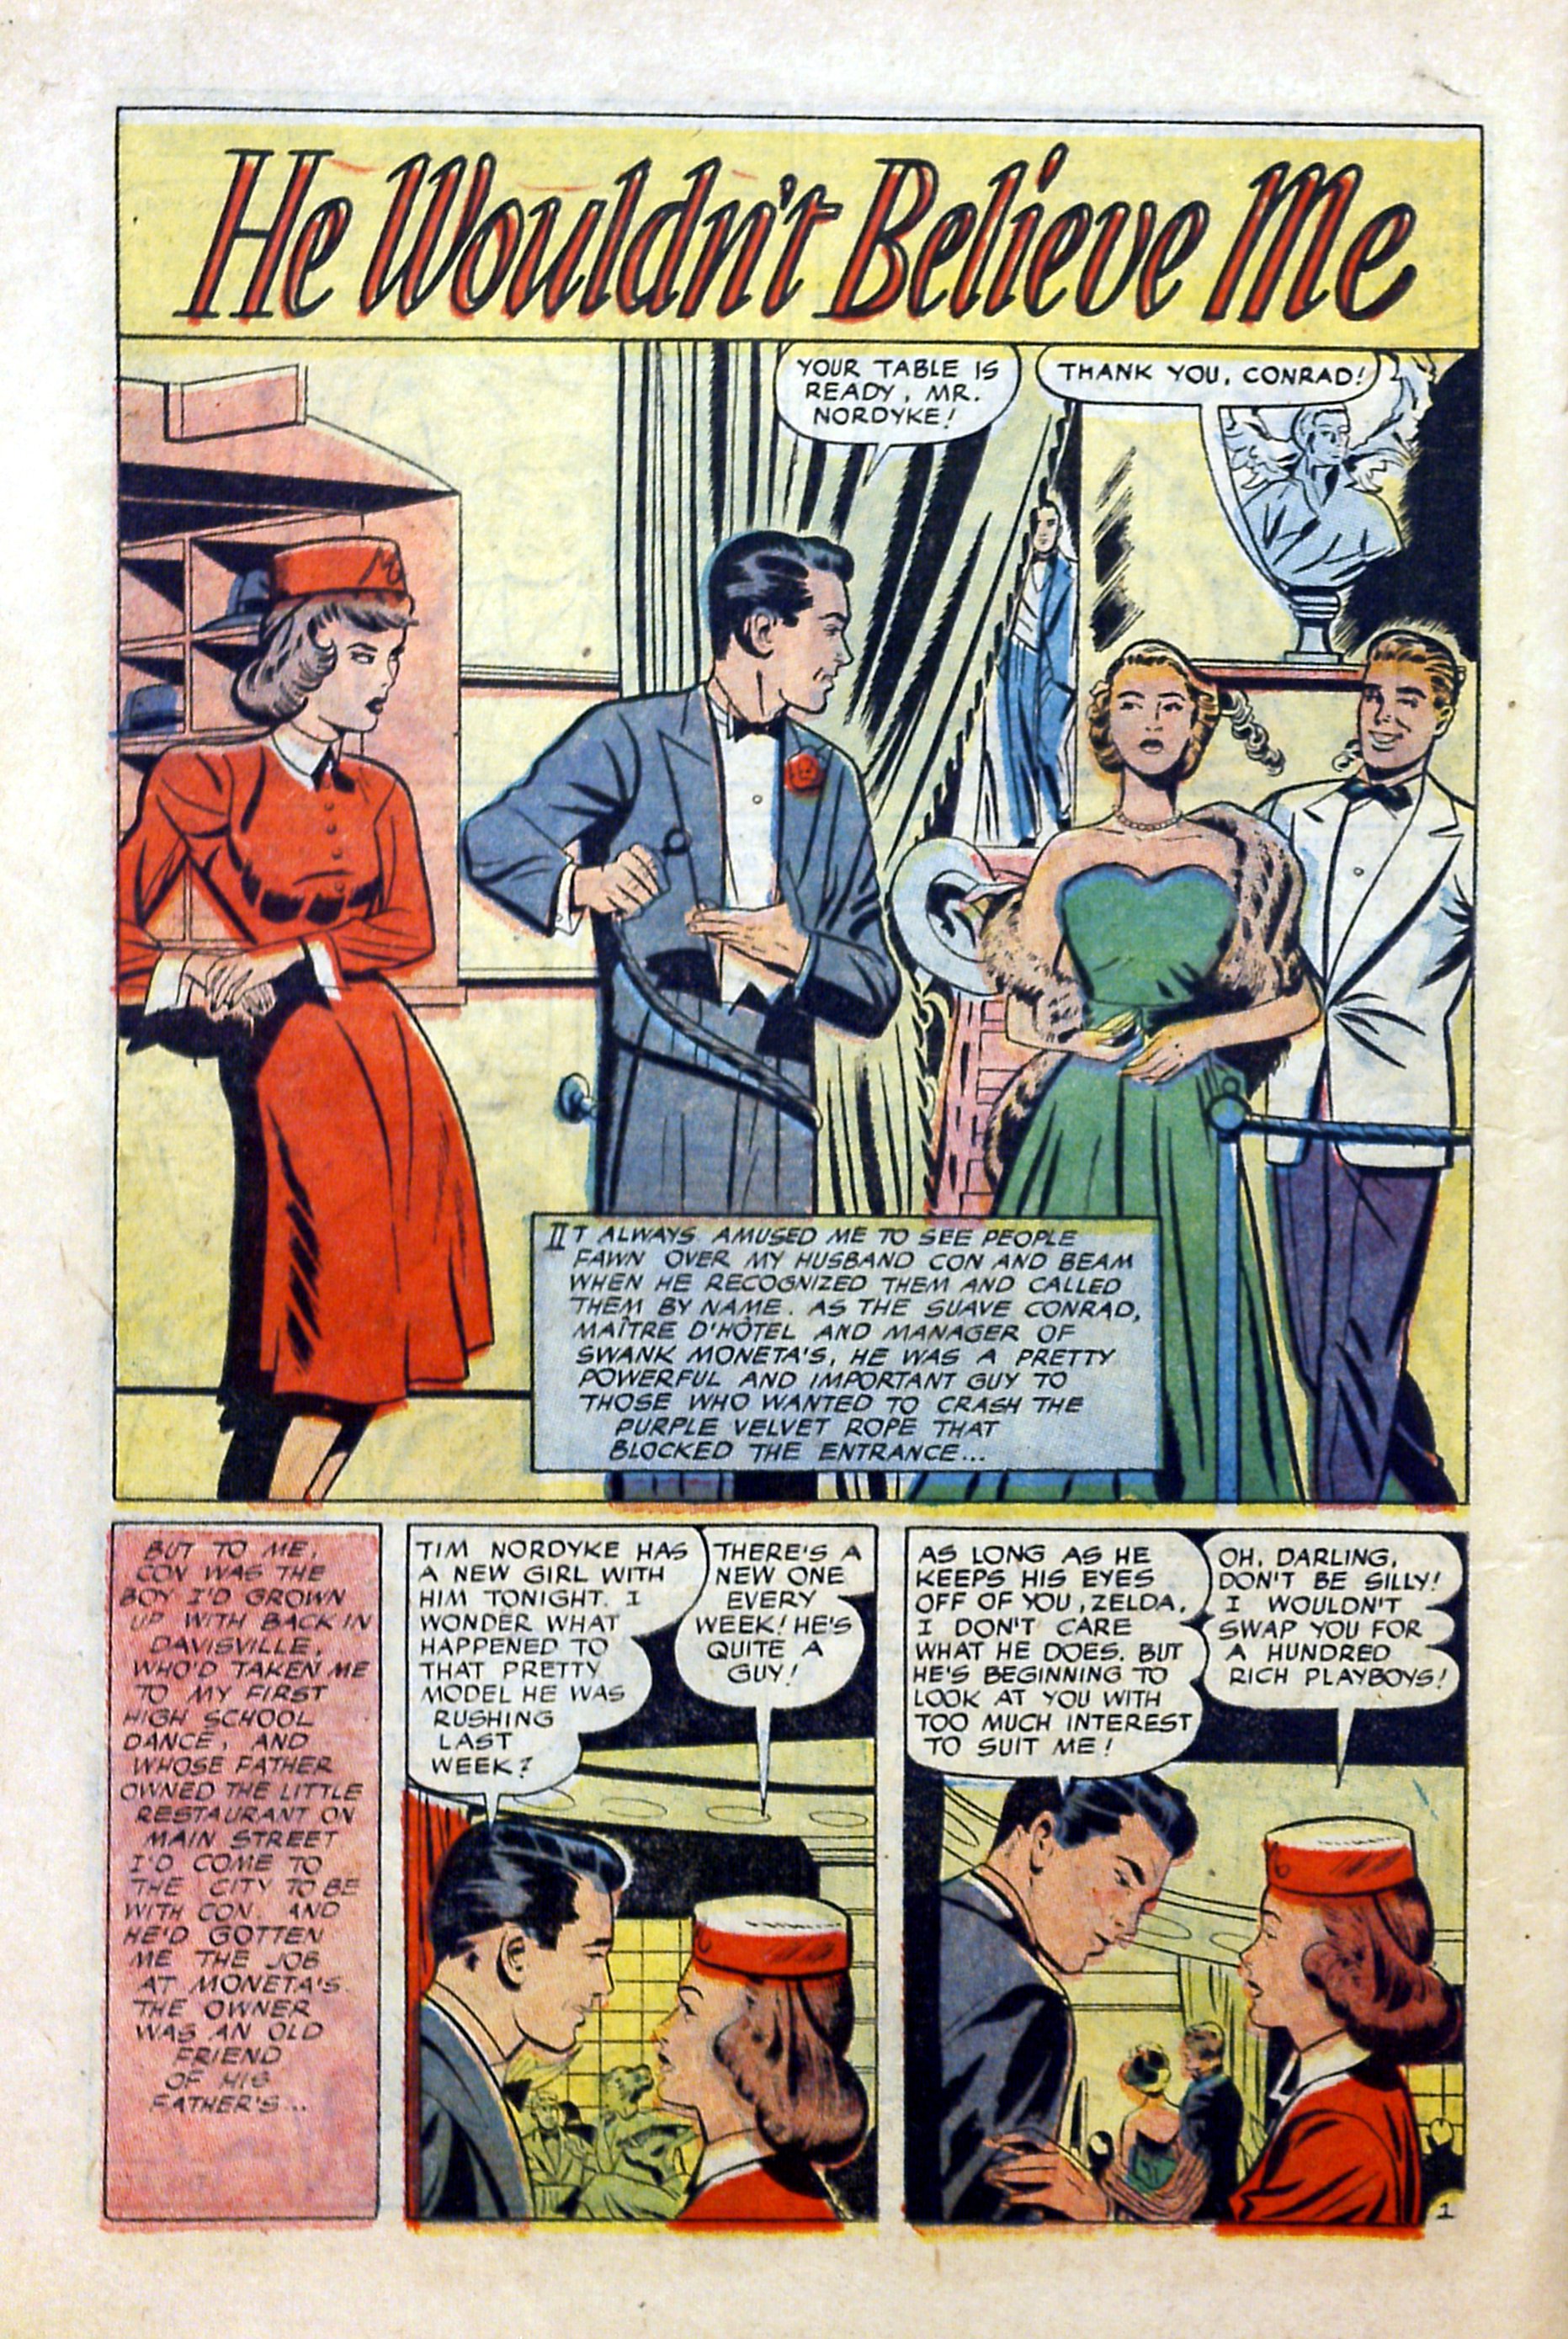 He Wouldn't Believe Me
YOUR TABLE IS
READY, MR.
NORDYKE!
THANK YOU, CONRAD!
M
IT ALWAYS AMUSED ME TO SEE PEOPLE
FAWN OVER MY HUSBAND CON AND BEAM
WHEN HE RECOGNIZED THEM AND CALLED
THEM BY NAME. AS THE SUAVE CONRAD,
MAÎTRE D'HÔTEL AND MANAGER OF
SWANK MONETA'S, HE WAS A PRETTY
POWERFUL AND IMPORTANT GUY TO
THOSE WHO WANTED TO CRASH THE
PURPLE VELVET ROPE THAT
BLOCKED THE ENTRANCE...
BUT TO ME,
CON WAS THE
BOY I'D GROWN
UP WITH BACK IN
DAVISVILLE,
WHO'D TAKEN ME
TO MY FIRST
HIGH SCHOOL
DANCE, AND
WHOSE FATHER
OWNED THE LITTLE
RESTAURANT ON
MAIN STREET
I'D COME TO
THE CITY TO BE
WITH CON. AND
HE'D GOTTEN
ME THE JOB
AT MONETA'S.
THE OWNER
WAS AN OLD
FRIEND
OF HIS
FATHER'S...
TIM NORDYKE HAS
A NEW GIRL WITH
HIM TONIGHT. I
WONDER WHAT
HAPPENED TO
THAT PRETTY
MODEL HE WAS
RUSHING
LAST
WEEK?
THERE'S A
NEW ONE
EVERY
WEEK! HE'S
QUITE A
GUY!
AS LONG AS HE
KEEPS HIS EYES
OFF OF YOU, ZELDA,
I DON'T CARE
WHAT HE DOES. BUT
HE'S BEGINNING TO
LOOK AT YOU WITH
TOO MUCH INTEREST
TO SUIT ME!
OH, DARLING,
DON'T BE SILLY!
I WOULDN'T
SWAP YOU FOR
A HUNDRED
RICH PLAYBOYS!
1